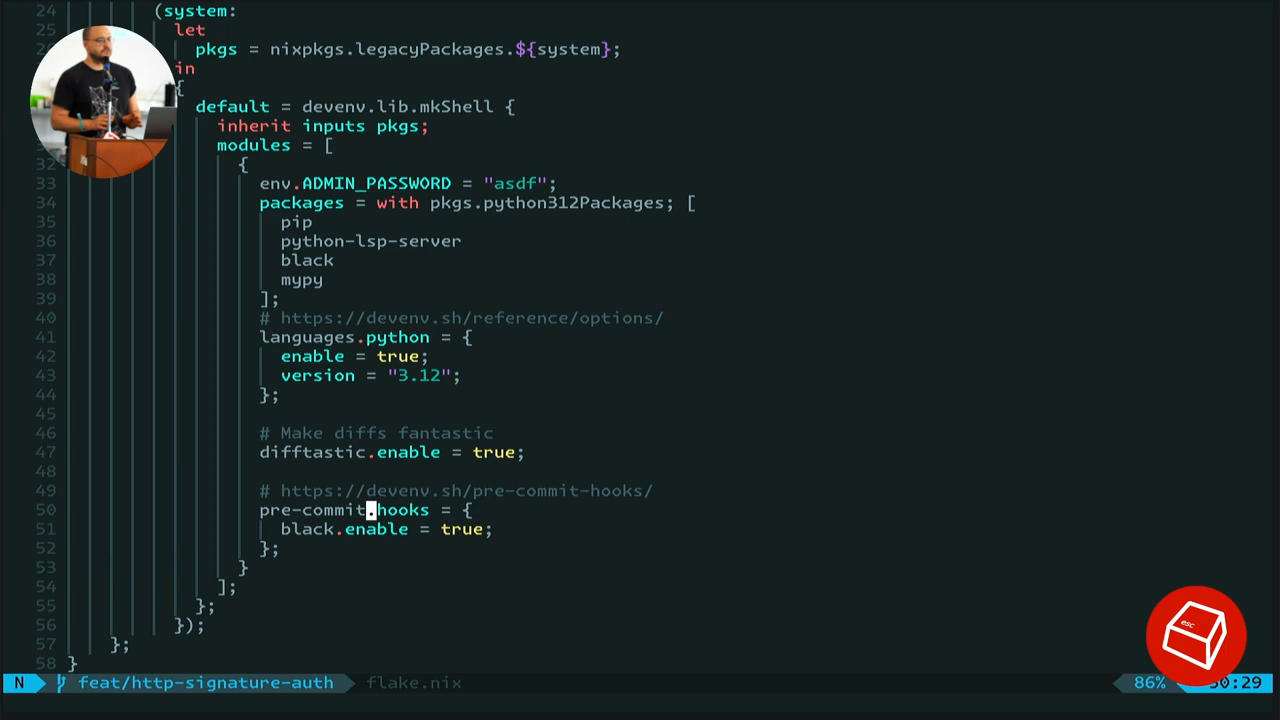 24 (system:
25 let
pkgs = nixpkgs.legacyPackages.${system};
in
{
default = devenv.lib.mkShell {
inherit inputs pkgs;
modules = [
32 {
33 env.ADMIN_PASSWORD = "asdf";
34 packages = with pkgs.python312Packages; [
35 pip
36 python-lsp-server
37 black
38 mypy
39 ];
40 # https://devenv.sh/reference/options/
41 languages.python = {
42 enable = true;
43 version = "3.12";
44 };
45
46 # Make diffs fantastic
47 difftastic.enable = true;
48
49 # https://devenv.sh/pre-commit-hooks/
50 pre-commit.hooks = {
51 black.enable = true;
52 };
53 }
54 ];
55 };
56 });
57 };
58 }
esc
N feat/http-signature-auth flake.nix 86% 50:29